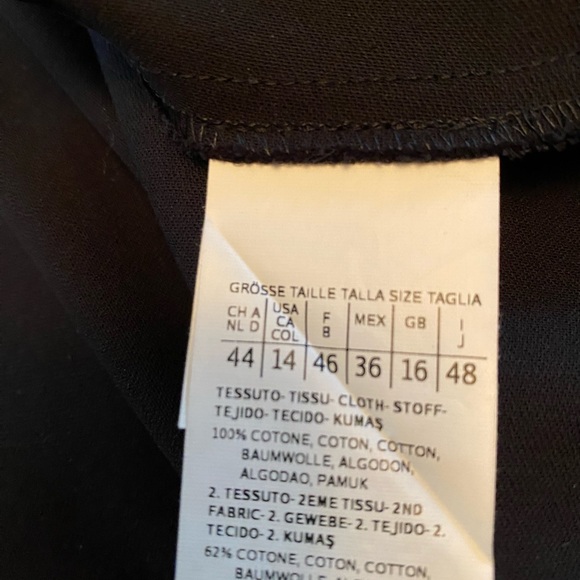 GRÖSSE TAILLE TALLA SIZE TAGLIA
CH A NL D | USA CA COL | F B | MEX | GB | I J
44 | 14 | 46 | 36 | 16 | 48
TESSUTO- TISSU- CLOTH- STOFF-
TEJIDO- TECIDO- KUMAŞ
100% COTONE, COTON, COTTON,
BAUMWOLLE, ALGODON,
ALGODAO, PAMUK
2. TESSUTO- 2EME TISSU- 2ND
FABRIC- 2. GEWEBE- 2. TEJIDO- 2.
TECIDO- 2. KUMAŞ
62% COTONE, COTON, COTTON,
BAUMWOLLE,